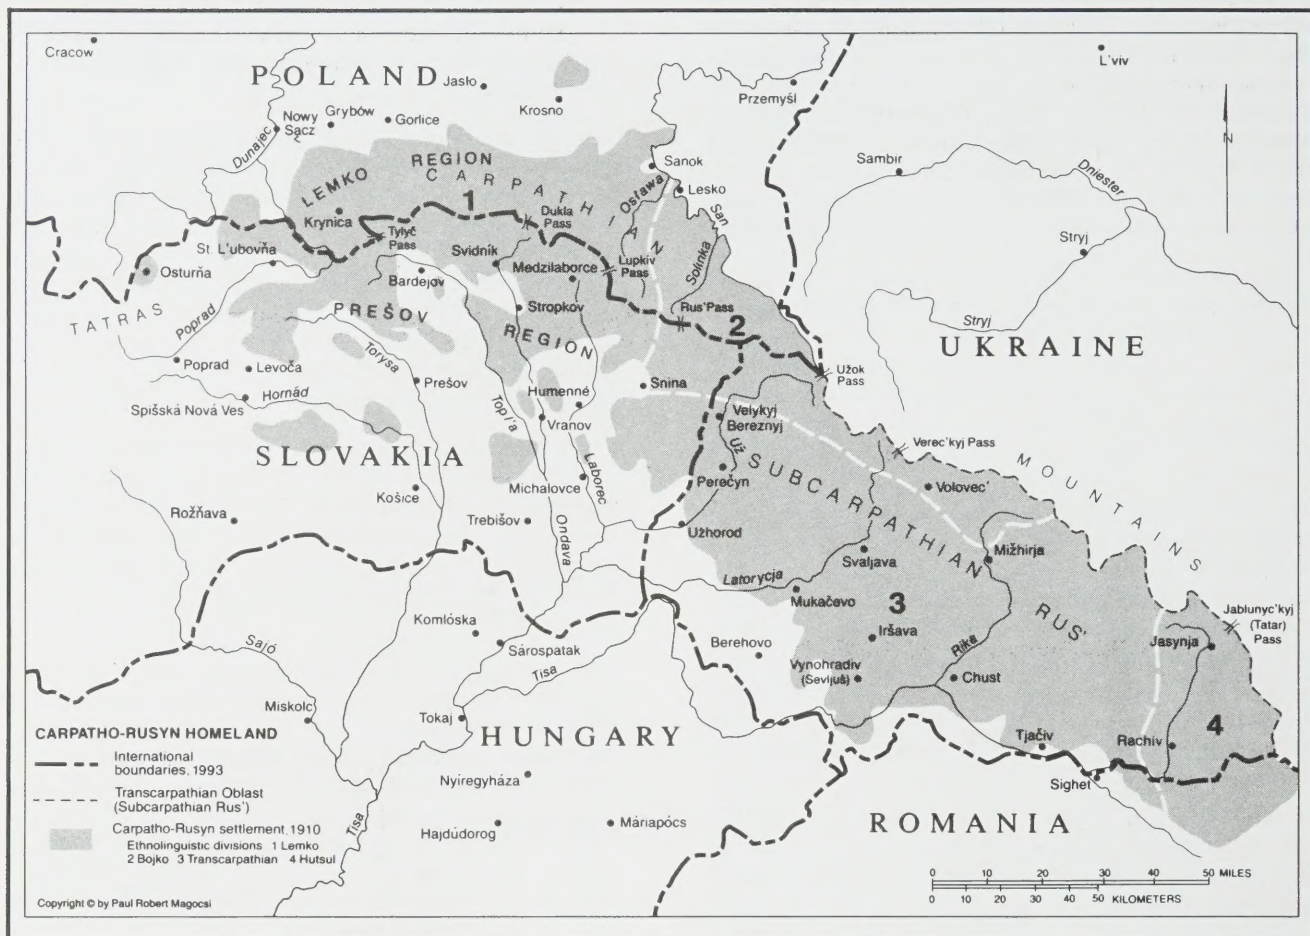 Cracow
POLAND
Jasło
Krosno
L'viv
Przemyśl
N
Nowy
Sącz
Grybów
Gorlice
Dunajec
LEMKO REGION
CARPATHIAN
1
Krynica
Sanok
Lesko
Osława
San
Solinka
Sambir
Dniester
Stryj
Stryj
Dukla
Pass
Tylyč
Pass
Lupkiv
Pass
Rus' Pass
2
UKRAINE
Užok
Pass
St. L'ubovňa
Osturňa
Svidník
Medzilaborce
Bardejov
Stropkov
TATRAS
Poprad
PREŠOV
REGION
Poprad
Levoča
Torysa
Prešov
Hornád
Spišská Nová Ves
Humenné
Snina
Vranov
Topl'a
Laborec
Velykyj
Bereznyj
Už
Verec'kyj Pass
MOUNTAINS
SLOVAKIA
SUBCARPATHIAN
RUS'
Volovec'
Perečyn
Košice
Michalovce
Rožňava
Trebišov
Ondava
Užhorod
Mižhirja
Svaljava
Latorycja
Mukačevo
3
Jablunyc'kyj
(Tatar)
Pass
Komlóska
Iršava
Rika
Jasynja
Sajó
Sárospatak
Tisa
Berehovo
Vynohradiv
(Sevljuš)
Chust
Miskolc
Tokaj
HUNGARY
Tjačiv
Rachiv
4
Sighet
Nyíregyháza
Hajdúdorog
Máriapócs
ROMANIA
Tisa
CARPATHO-RUSYN HOMELAND
International
boundaries, 1993
Transcarpathian Oblast
(Subcarpathian Rus')
Carpatho-Rusyn settlement, 1910
Ethnolinguistic divisions 1 Lemko
2 Bojko 3 Transcarpathian 4 Hutsul
Copyright © by Paul Robert Magocsi
0 10 20 30 40 50 MILES
0 10 20 30 40 50 KILOMETERS